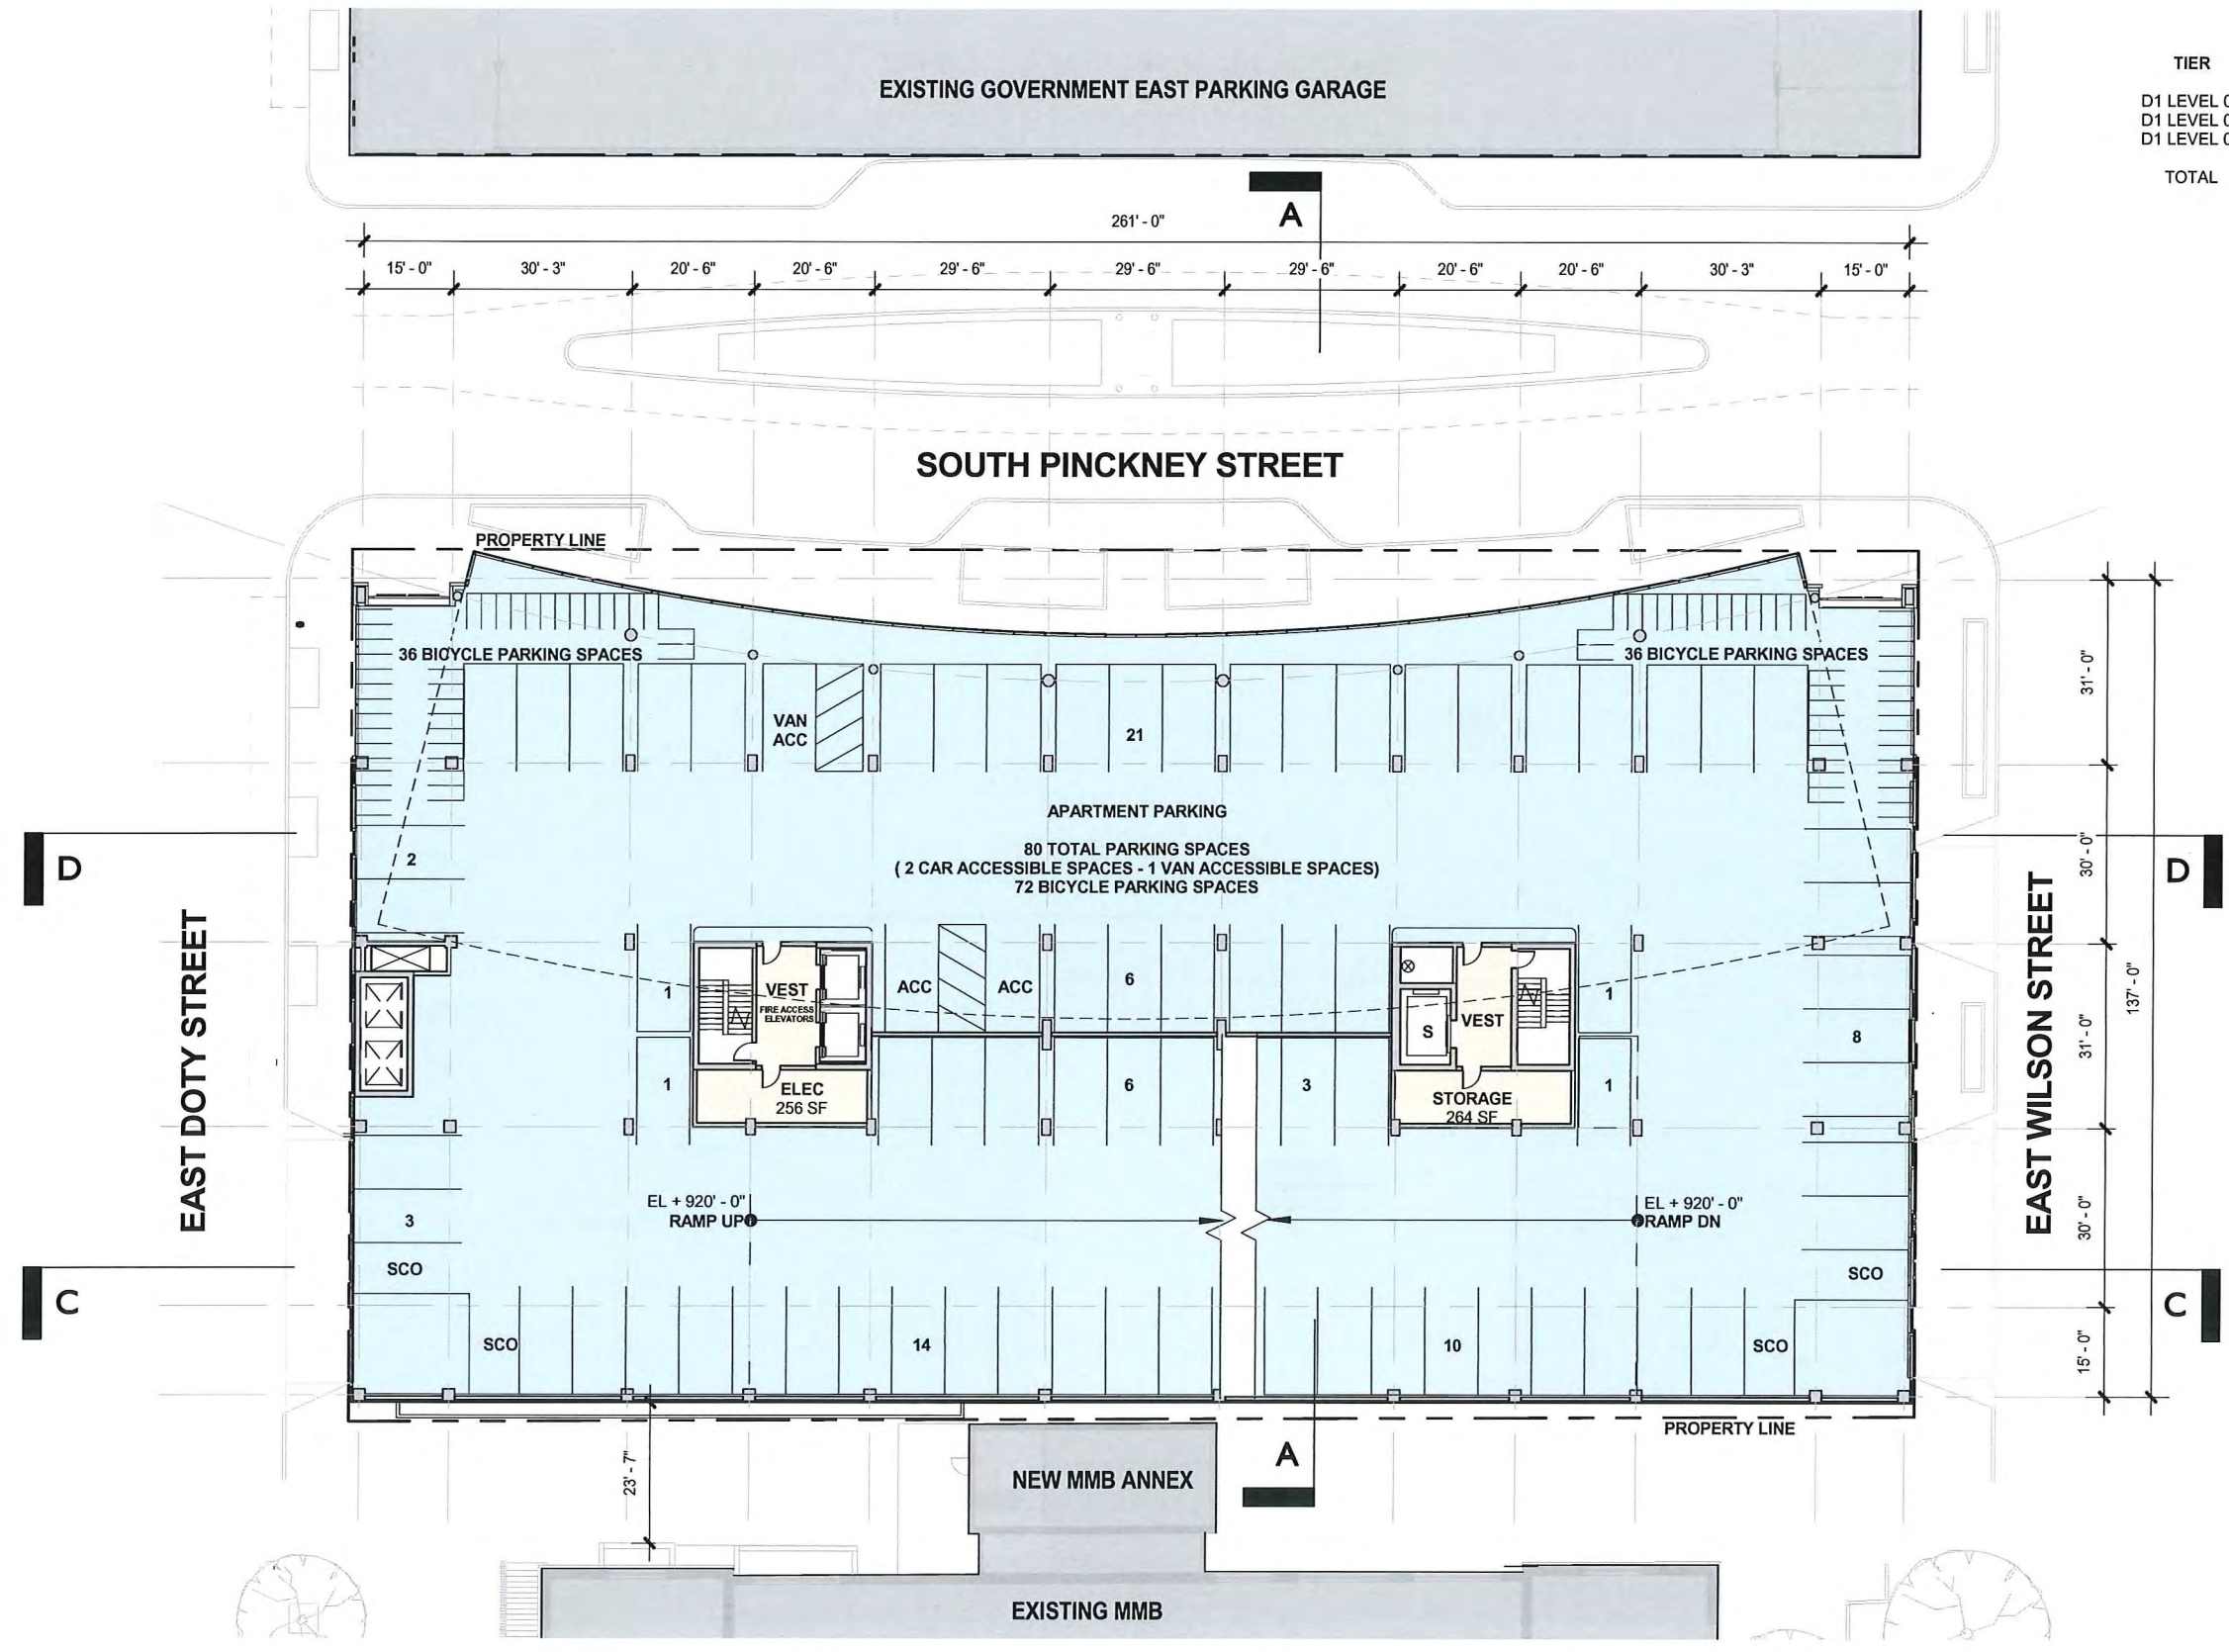 TIER
EXISTING GOVERNMENT EAST PARKING GARAGE
D1 LEVEL 0
D1 LEVEL 0
D1 LEVEL 0
TOTAL
A
261' - 0"
15' - 0"
30' - 3"
20' - 6"
20' - 6"
29' - 6"
29' - 6"
29' - 6"
20' - 6"
20' - 6"
30' - 3"
15' - 0"
SOUTH PINCKNEY STREET
PROPERTY LINE
36 BICYCLE PARKING SPACES
36 BICYCLE PARKING SPACES
31' - 0"
VAN
ACC
21
APARTMENT PARKING
80 TOTAL PARKING SPACES
( 2 CAR ACCESSIBLE SPACES - 1 VAN ACCESSIBLE SPACES)
72 BICYCLE PARKING SPACES
2
D
D
30' - 0"
EAST DOTY STREET
EAST WILSON STREET
1
VEST
FIRE ACCESS
ELEVATORS
ACC
ACC
6
S
VEST
1
8
31' - 0"
137' - 0"
1
ELEC
256 SF
6
3
STORAGE
264 SF
1
EL + 920' - 0"
RAMP UP
EL + 920' - 0"
RAMP DN
3
30' - 0"
SCO
SCO
C
C
SCO
14
10
SCO
15' - 0"
PROPERTY LINE
23' - 7"
NEW MMB ANNEX
A
EXISTING MMB